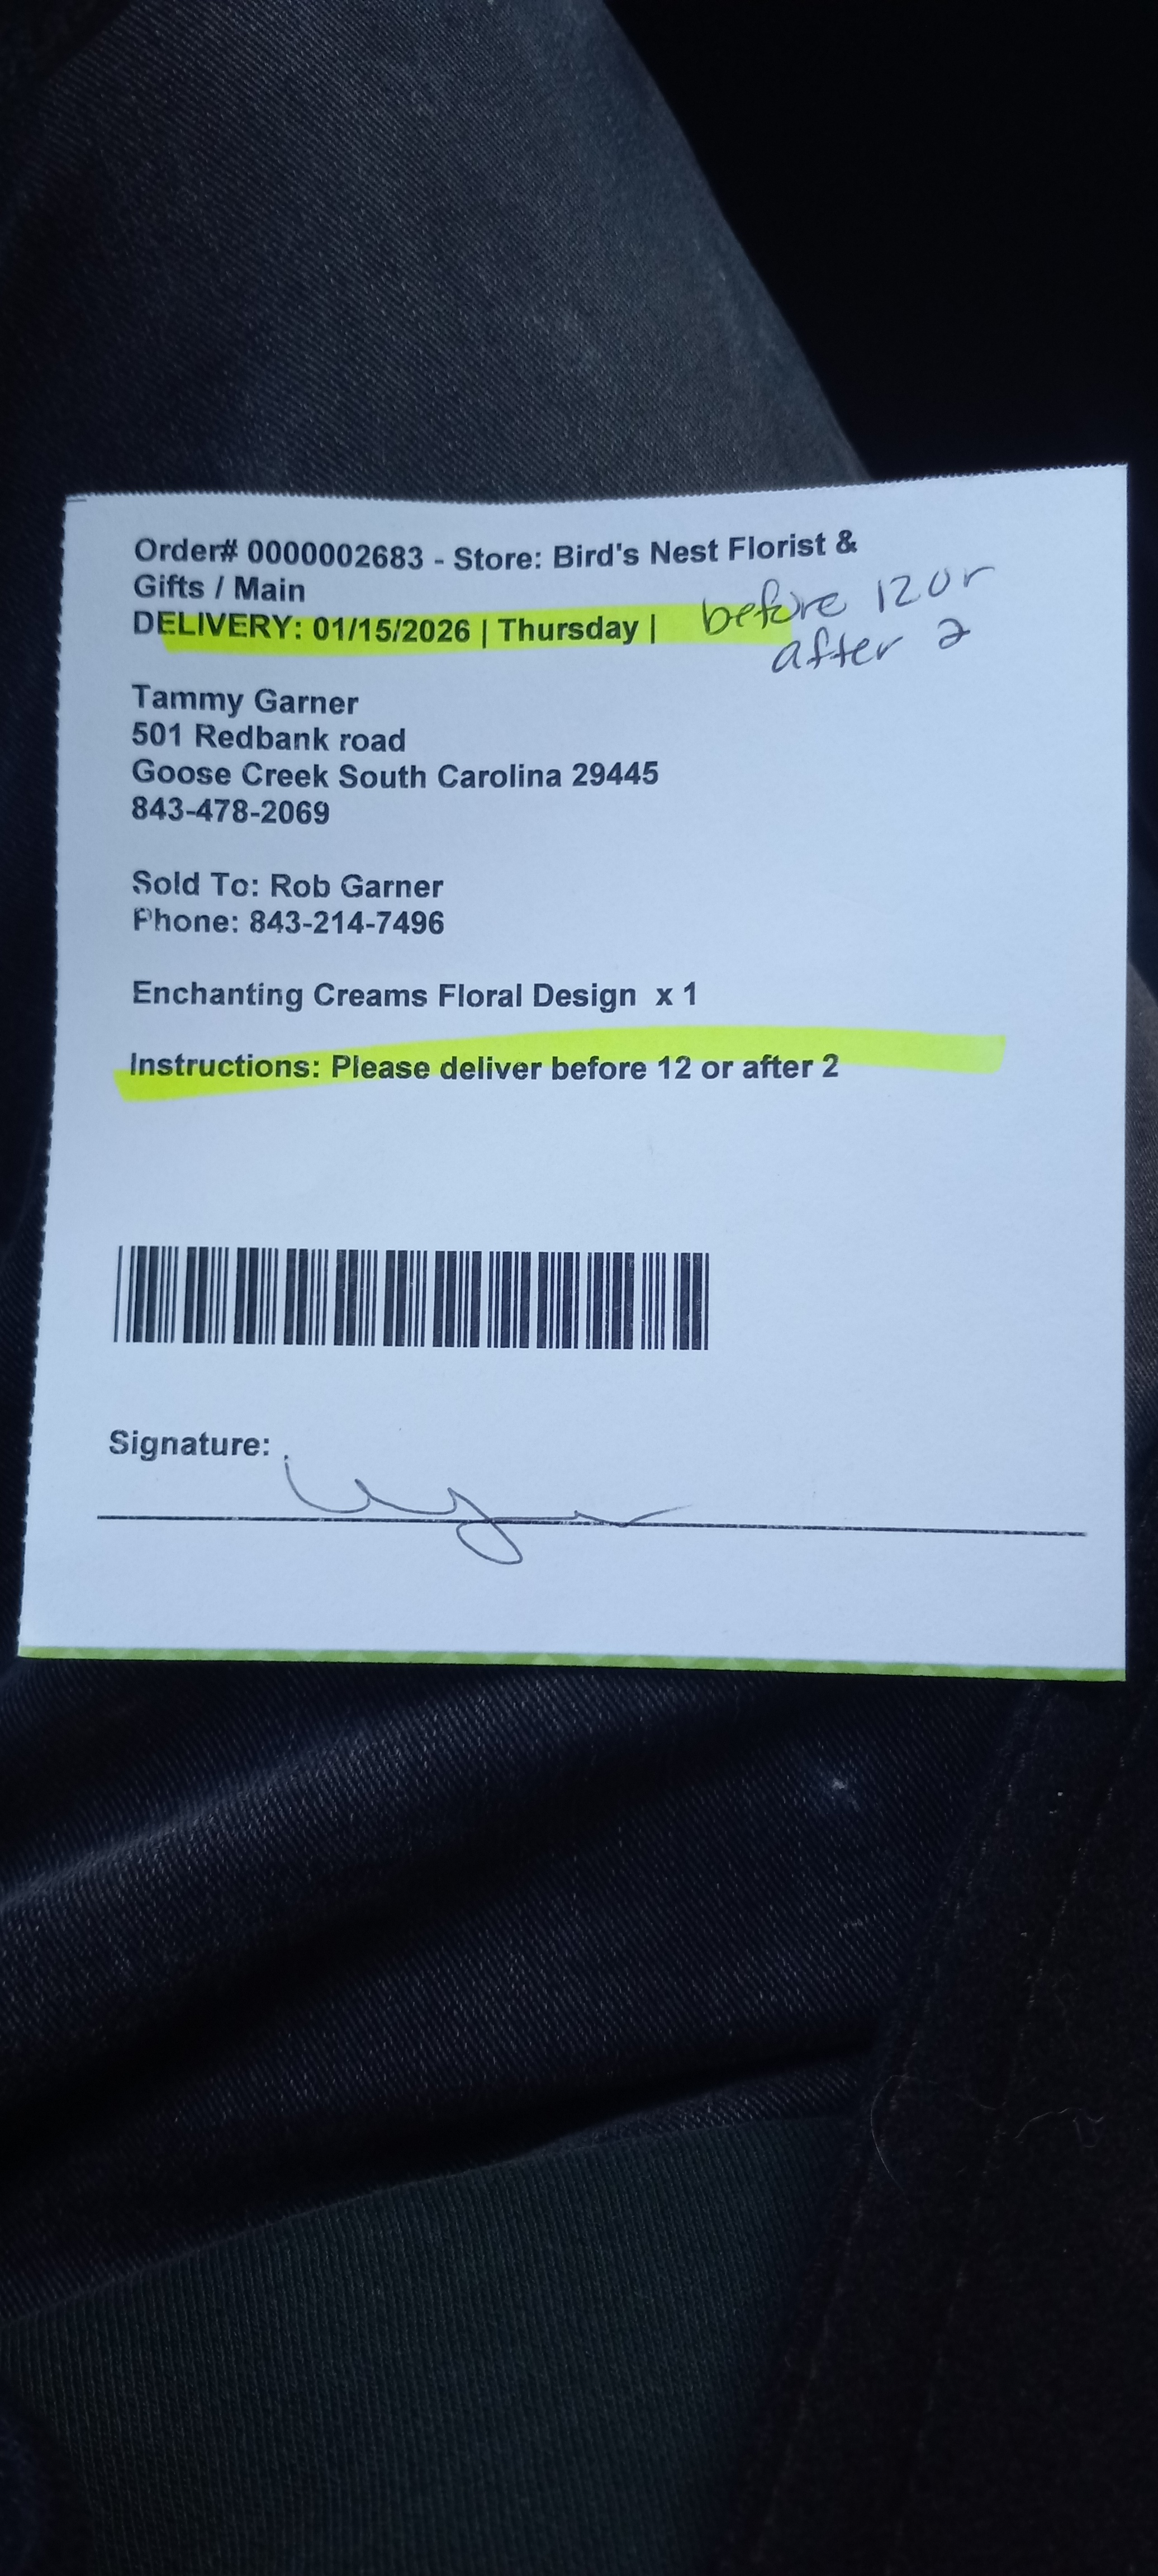 Order# 0000002683 - Store: Bird's Nest Florist &
Gifts / Main
DELIVERY: 01/15/2026 | Thursday |
before 12 or
after 2
Tammy Garner
501 Redbank road
Goose Creek South Carolina 29445
843-478-2069
Sold To: Rob Garner
Phone: 843-214-7496
Enchanting Creams Floral Design x 1
Instructions: Please deliver before 12 or after 2
Signature: